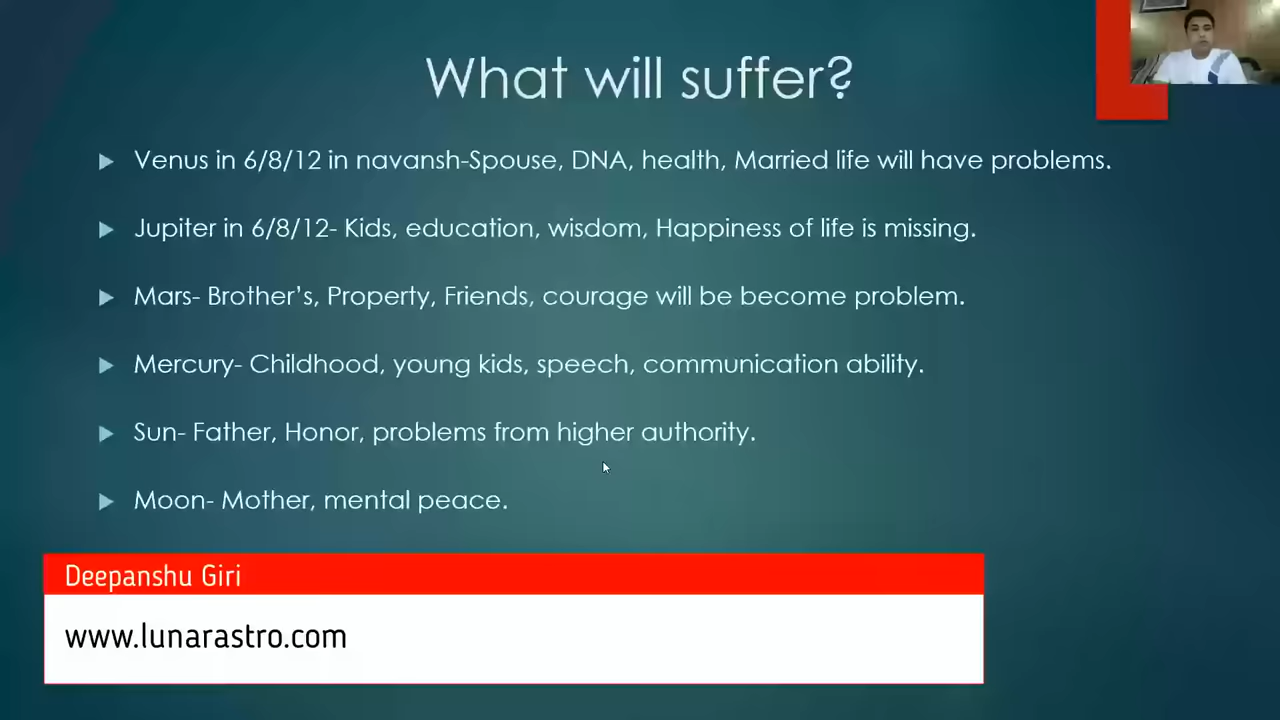 What will suffer?
Venus in 6/8/12 in navansh-Spouse, DNA, health, Married life will have problems.
Jupiter in 6/8/12- Kids, education, wisdom, Happiness of life is missing.
Mars- Brother's, Property, Friends, courage will be become problem.
Mercury- Childhood, young kids, speech, communication ability.
Sun- Father, Honor, problems from higher authority.
Moon- Mother, mental peace.
Deepanshu Giri
www.lunarastro.com